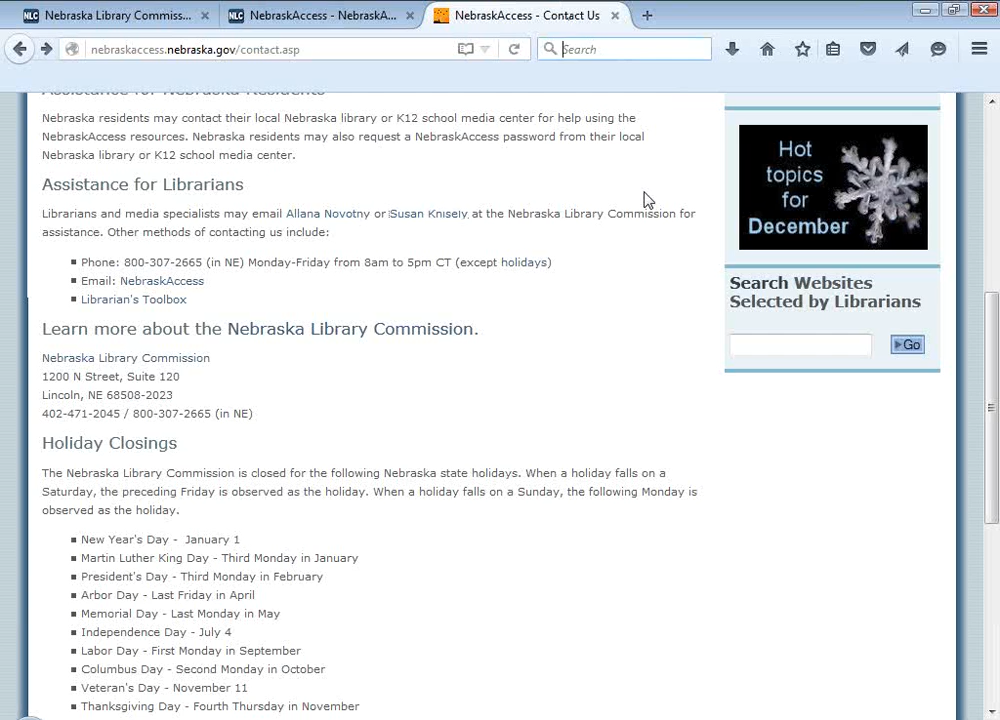 Nebraska Library Commiss...
NebraskAccess - NebraskA...
NebraskAccess - Contact Us
nebraskaccess.nebraska.gov/contact.asp
Search
Assistance for Nebraska Residents
Nebraska residents may contact their local Nebraska library or K12 school media center for help using the
NebraskAccess resources. Nebraska residents may also request a NebraskAccess password from their local
Nebraska library or K12 school media center.
Assistance for Librarians
Librarians and media specialists may email Allana Novotny or Susan Knisely at the Nebraska Library Commission for
assistance. Other methods of contacting us include:
Phone: 800-307-2665 (in NE) Monday-Friday from 8am to 5pm CT (except holidays)
Email: NebraskAccess
Librarian's Toolbox
Learn more about the Nebraska Library Commission.
Nebraska Library Commission
1200 N Street, Suite 120
Lincoln, NE 68508-2023
402-471-2045 / 800-307-2665 (in NE)
Holiday Closings
The Nebraska Library Commission is closed for the following Nebraska state holidays. When a holiday falls on a
Saturday, the preceding Friday is observed as the holiday. When a holiday falls on a Sunday, the following Monday is
observed as the holiday.
New Year's Day - January 1
Martin Luther King Day - Third Monday in January
President's Day - Third Monday in February
Arbor Day - Last Friday in April
Memorial Day - Last Monday in May
Independence Day - July 4
Labor Day - First Monday in September
Columbus Day - Second Monday in October
Veteran's Day - November 11
Thanksgiving Day - Fourth Thursday in November
Hot
topics
for
December
Search Websites
Selected by Librarians
Go